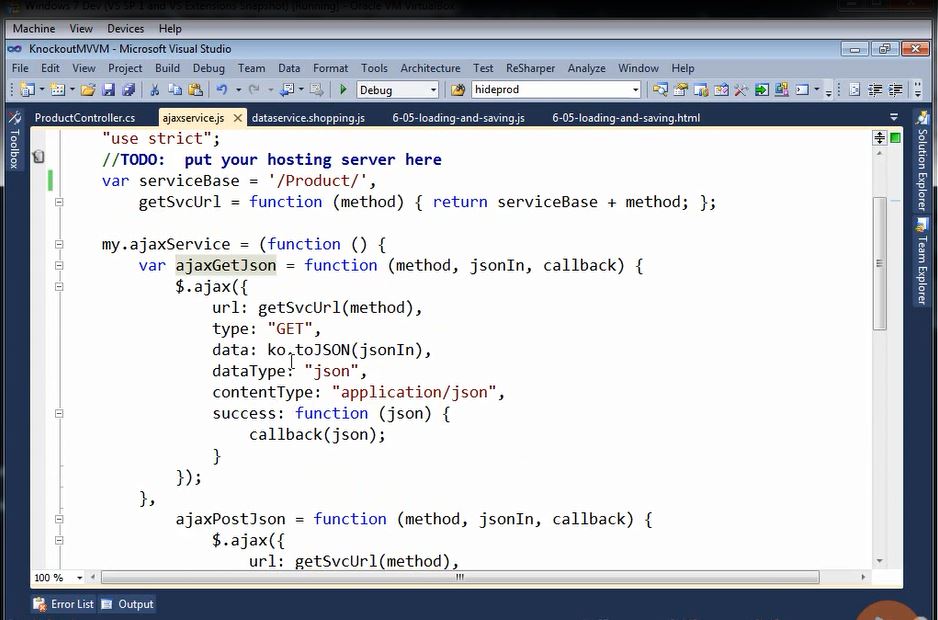 Windows 7 Dev (VS SP 1 and VS Extensions Snapshot) [Running] - Oracle VM VirtualBox
Machine View Devices Help
KnockoutMVVM - Microsoft Visual Studio
File Edit View Project Build Debug Team Data Format Tools Architecture Test ReSharper Analyze Window Help
Debug hideprod
ProductController.cs ajaxservice.js dataservice.shopping.js 6-05-loading-and-saving.js 6-05-loading-and-saving.html
Toolbox
Solution Explorer
Team Explorer
"use strict";
//TODO:  put your hosting server here
var serviceBase = '/Product/',
getSvcUrl = function (method) { return serviceBase + method; };
my.ajaxService = (function () {
var ajaxGetJson = function (method, jsonIn, callback) {
$.ajax({
url: getSvcUrl(method),
type: "GET",
data: ko.toJSON(jsonIn),
dataType: "json",
contentType: "application/json",
success: function (json) {
callback(json);
}
});
},
ajaxPostJson = function (method, jsonIn, callback) {
$.ajax({
url: getSvcUrl(method),
100 %
Error List Output